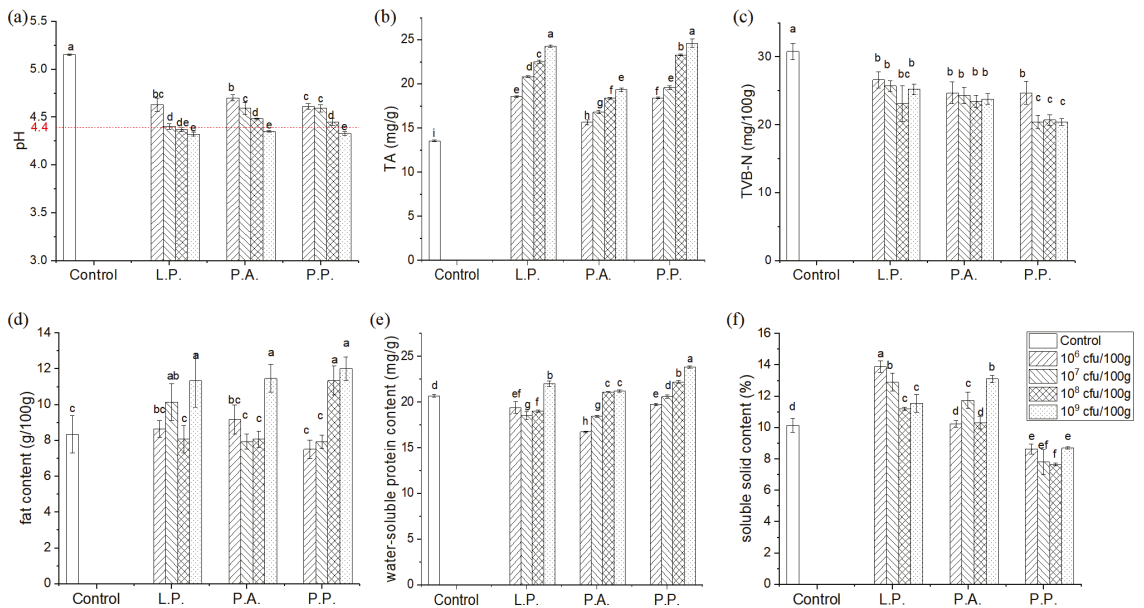 (a)
5.5
5.0
4.5
4.4
4.0
3.5
3.0
pH
a
bc
d
de
e
b
c
d
e
c
c
d
e
Control
L.P.
P.A.
P.P.
(b)
25
20
15
10
5
0
TA (mg/g)
i
f
d
c
a
h
g
f
e
f
e
b
a
Control
L.P.
P.A.
P.P.
(c)
30
20
10
0
TVB-N (mg/100g)
a
b
b
bc
b
b
b
b
b
b
c
c
c
Control
L.P.
P.A.
P.P.
(d)
14
12
10
8
6
4
2
0
fat content (g/100g)
c
bc
ab
c
a
b
c
c
a
c
c
a
a
Control
L.P.
P.A.
P.P.
(e)
25
20
15
10
5
0
water-soluble protein content (mg/g)
d
ef
g
f
b
h
g
c
c
e
d
b
a
Control
L.P.
P.A.
P.P.
(f)
16
14
12
10
8
6
4
2
0
soluble solid content (%)
d
a
b
c
c
d
c
d
b
e
ef
f
e
Control
L.P.
P.A.
P.P.
Control
10⁶ cfu/100g
10⁷ cfu/100g
10⁸ cfu/100g
10⁹ cfu/100g